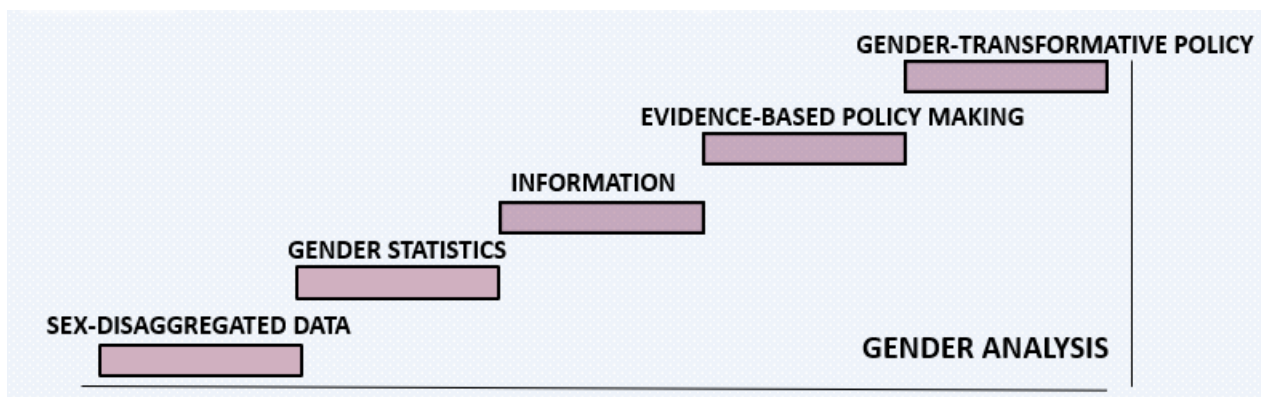 GENDER-TRANSFORMATIVE POLICY
EVIDENCE-BASED POLICY MAKING
INFORMATION
GENDER STATISTICS
SEX-DISAGGREGATED DATA
GENDER ANALYSIS